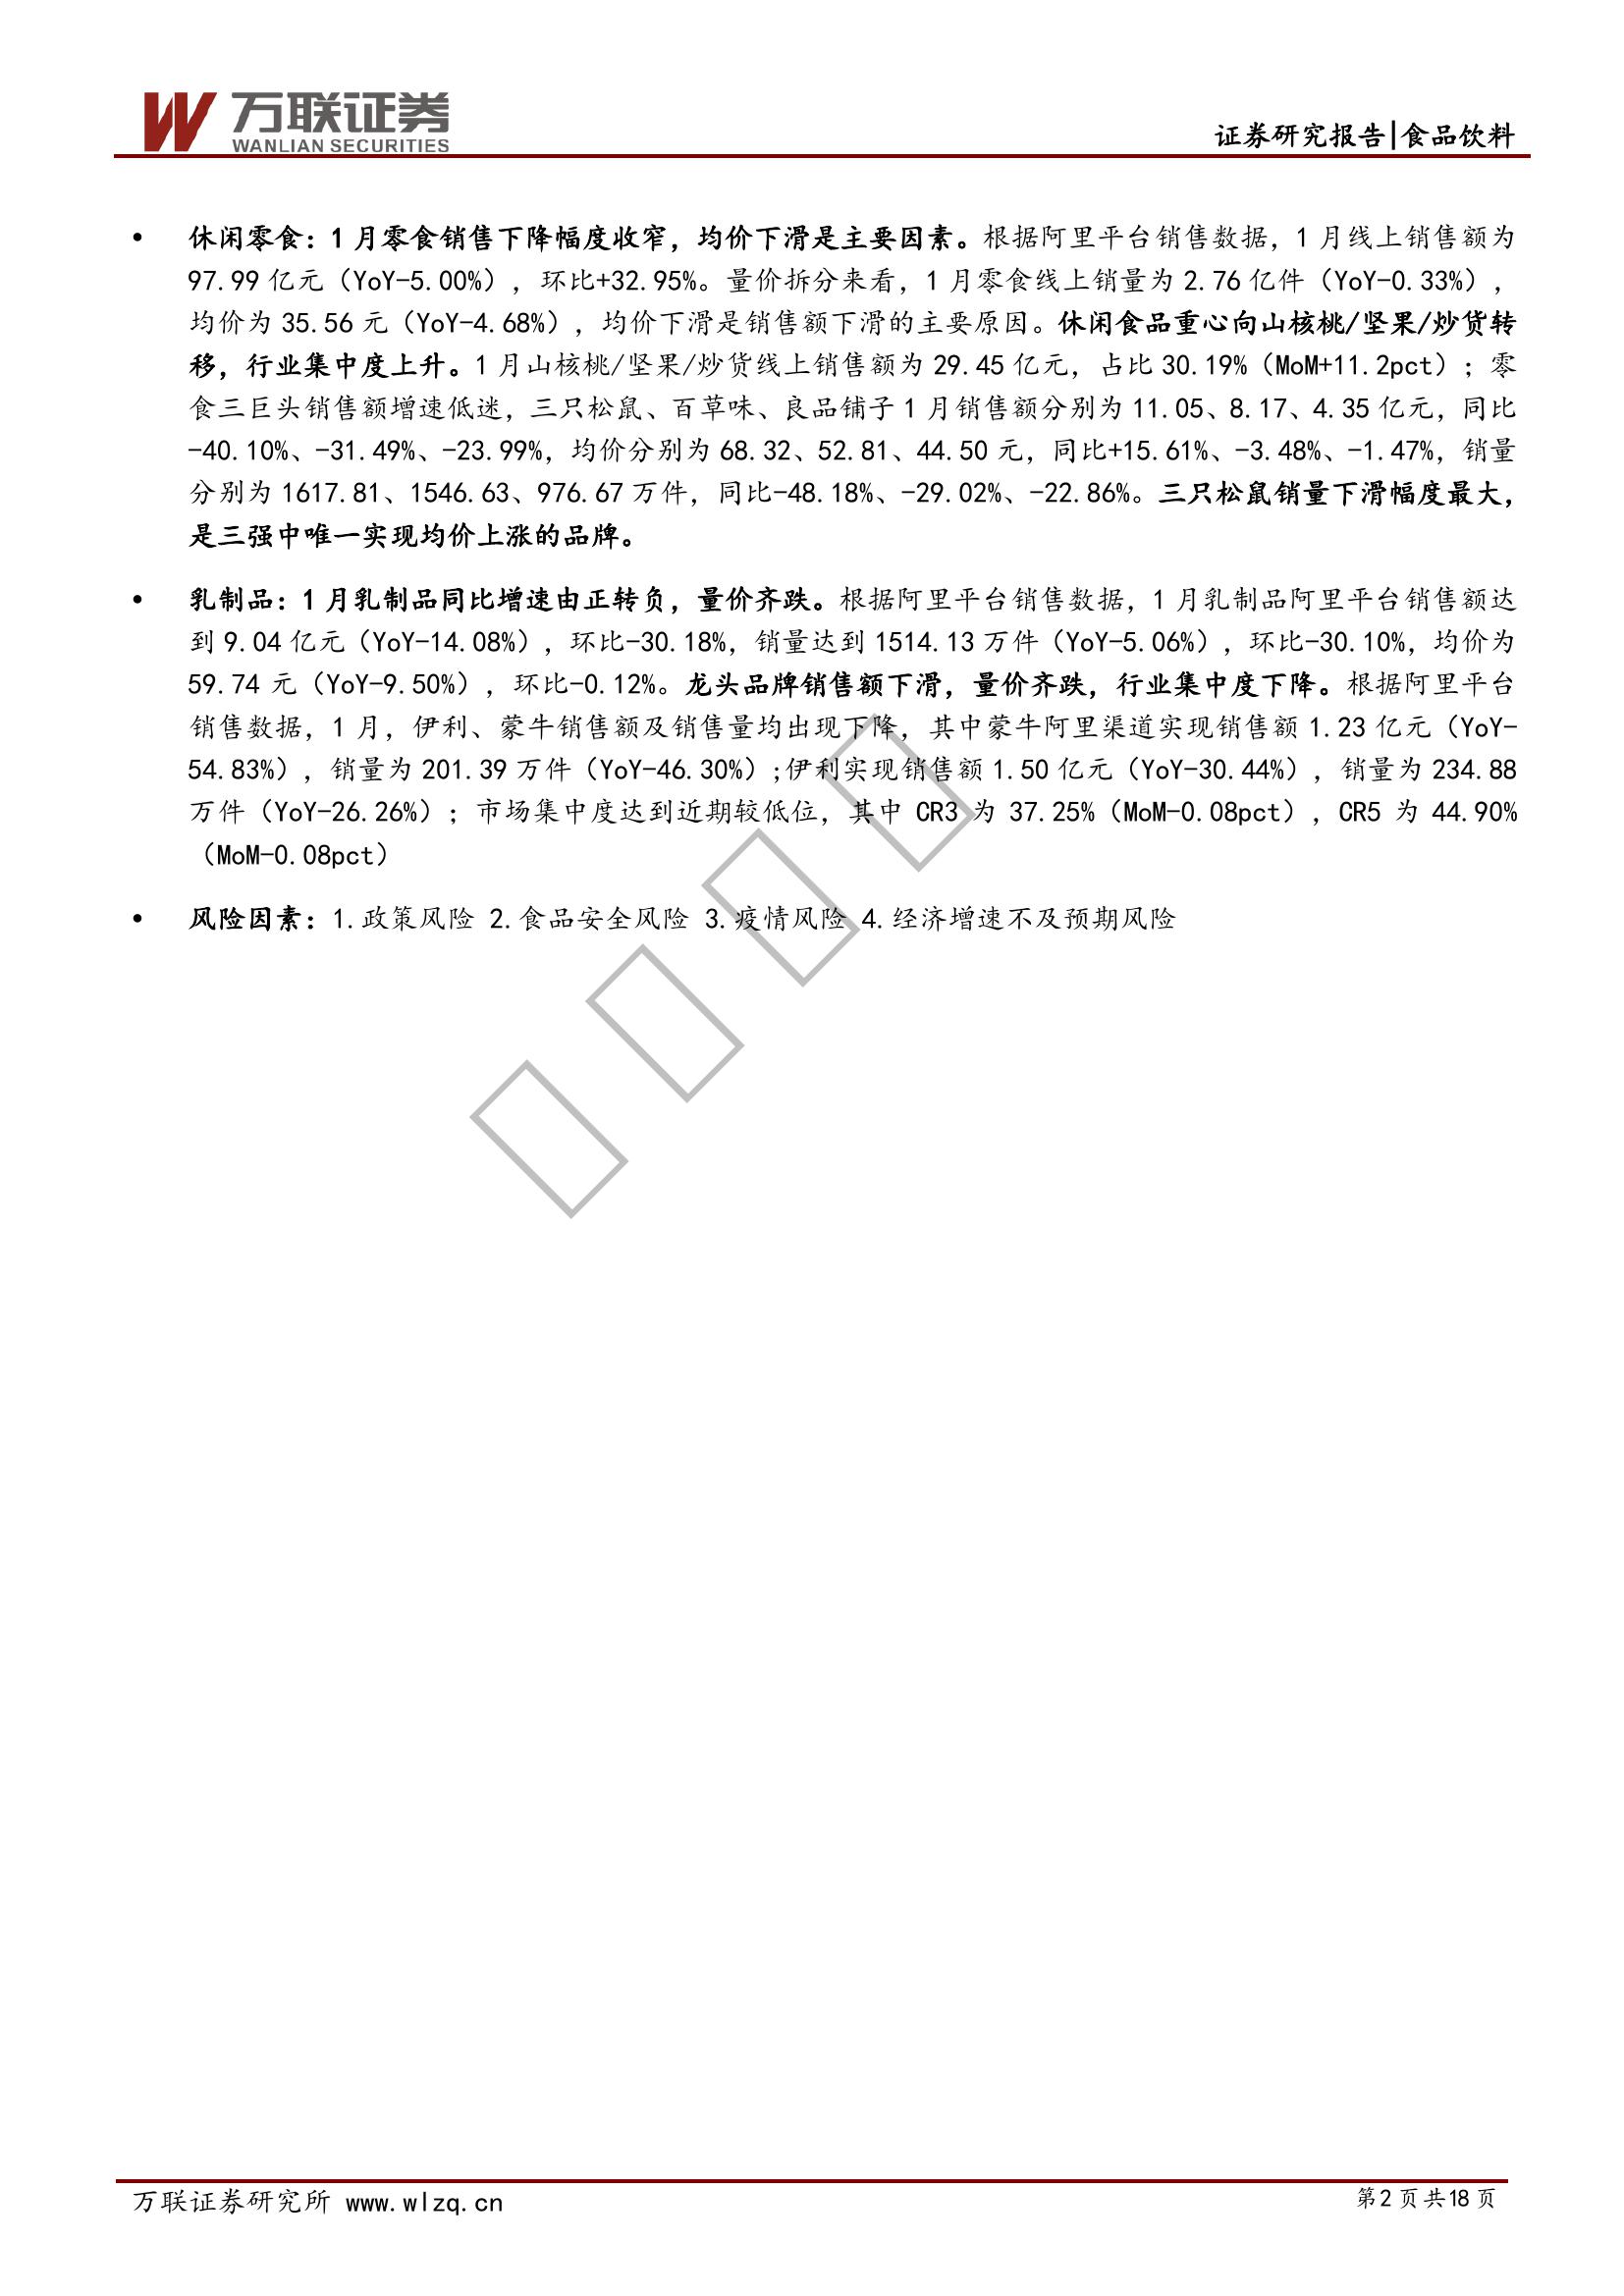 万联证券
WANLIAN SECURITIES
证券研究报告|食品饮料
• 休闲零食：1 月零食销售下降幅度收窄，均价下滑是主要因素。根据阿里平台销售数据，1 月线上销售额为
97.99 亿元（YoY-5.00%），环比+32.95%。量价拆分来看，1 月零食线上销量为 2.76 亿件（YoY-0.33%），
均价为 35.56 元（YoY-4.68%），均价下滑是销售额下滑的主要原因。休闲食品重心向山核桃/坚果/炒货转
移，行业集中度上升。1 月山核桃/坚果/炒货线上销售额为 29.45 亿元，占比 30.19%（MoM+11.2pct）；零
食三巨头销售额增速低迷，三只松鼠、百草味、良品铺子 1 月销售额分别为 11.05、8.17、4.35 亿元，同比
-40.10%、-31.49%、-23.99%，均价分别为 68.32、52.81、44.50 元，同比+15.61%、-3.48%、-1.47%，销量
分别为 1617.81、1546.63、976.67 万件，同比-48.18%、-29.02%、-22.86%。三只松鼠销量下滑幅度最大，
是三强中唯一实现均价上涨的品牌。
• 乳制品：1 月乳制品同比增速由正转负，量价齐跌。根据阿里平台销售数据，1 月乳制品阿里平台销售额达
到 9.04 亿元（YoY-14.08%），环比-30.18%，销量达到 1514.13 万件（YoY-5.06%），环比-30.10%，均价为
59.74 元（YoY-9.50%），环比-0.12%。龙头品牌销售额下滑，量价齐跌，行业集中度下降。根据阿里平台
销售数据，1 月，伊利、蒙牛销售额及销售量均出现下降，其中蒙牛阿里渠道实现销售额 1.23 亿元（YoY-
54.83%），销量为 201.39 万件（YoY-46.30%）;伊利实现销售额 1.50 亿元（YoY-30.44%），销量为 234.88
万件（YoY-26.26%）；市场集中度达到近期较低位，其中 CR3 为 37.25%（MoM-0.08pct），CR5 为 44.90%
（MoM-0.08pct）
• 风险因素：1.政策风险 2.食品安全风险 3.疫情风险 4.经济增速不及预期风险
万联证券研究所 www.wlzq.cn
第 2 页 共 18 页